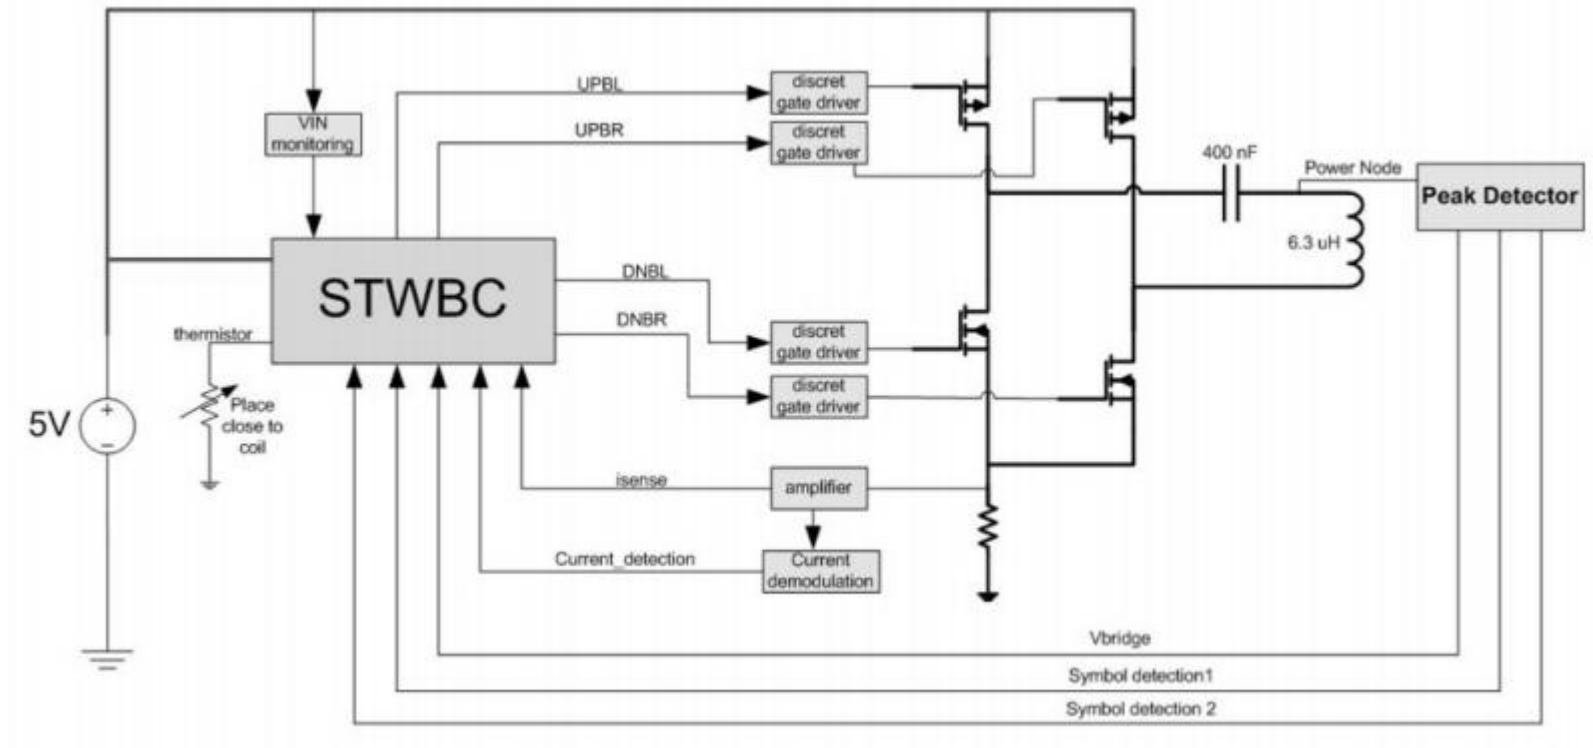 UPBL
discret
gate driver
VIN
monitoring
UPBR
discret
gate driver
400 nF
Power Node
Peak Detector
6.3 uH
STWBC
DNBL
DNBR
discret
gate driver
thermistor
discret
gate driver
Place
close to
coil
5V
+
−
isense
amplifier
Current_detection
Current
demodulation
Vbridge
Symbol detection1
Symbol detection 2